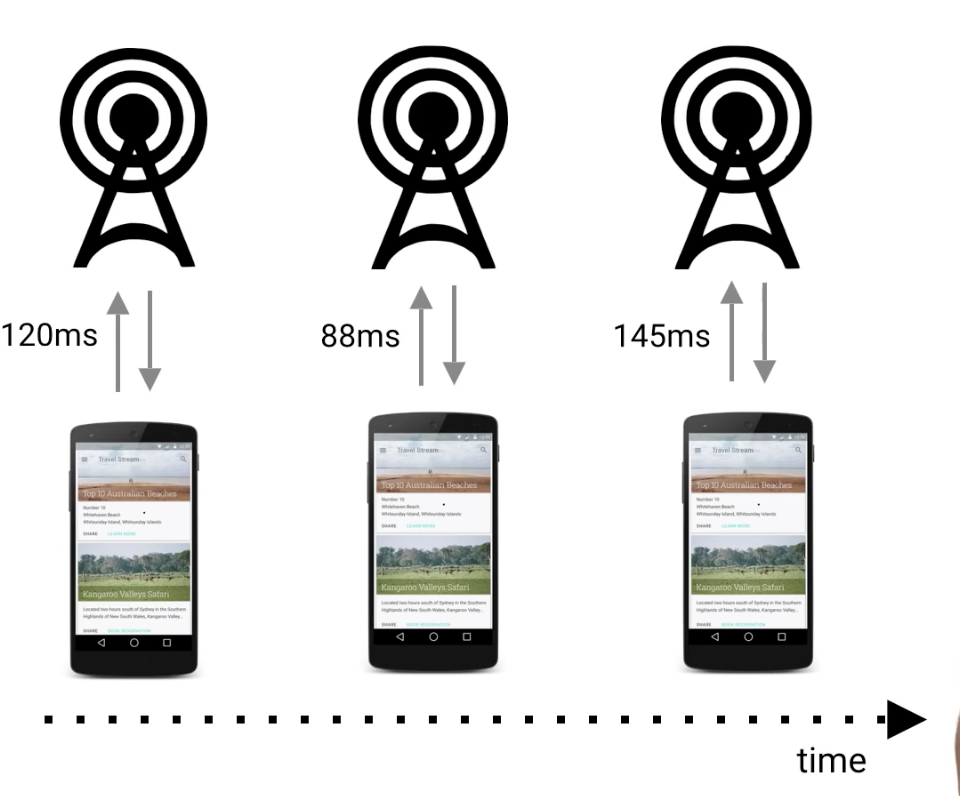 120ms
88ms
145ms
Travel Stream
Top 10 Australian Beaches
Number 10
Whitehaven Beach
Whitsunday Island, Whitsunday Islands
SHARE LEARN MORE
Kangaroo Valleys Safari
Located two hours south of Sydney in the Southern
Highlands of New South Wales, Kangaroo Valley...
SHARE BOOK RESERVATION
Travel Stream
Top 10 Australian Beaches
Number 10
Whitehaven Beach
Whitsunday Island, Whitsunday Islands
SHARE LEARN MORE
Kangaroo Valleys Safari
Located two hours south of Sydney in the Southern
Highlands of New South Wales, Kangaroo Valley...
SHARE BOOK RESERVATION
Travel Stream
Top 10 Australian Beaches
Number 10
Whitehaven Beach
Whitsunday Island, Whitsunday Islands
SHARE LEARN MORE
Kangaroo Valleys Safari
Located two hours south of Sydney in the Southern
Highlands of New South Wales, Kangaroo Valley...
SHARE BOOK RESERVATION
time